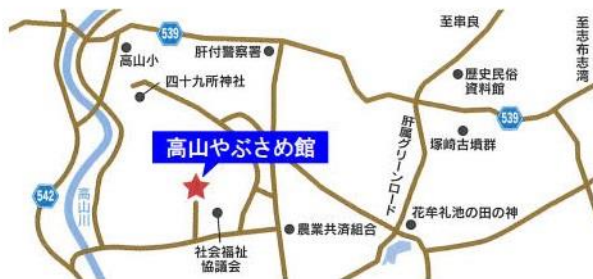 至串良
至志布志湾
539
高山小
肝付警察署
歴史民俗
資料館
四十九所神社
539
肝属グリーンロード
塚崎古墳群
高山やぶさめ館
542
高山川
花牟礼池の田の神
農業共済組合
社会福祉
協議会